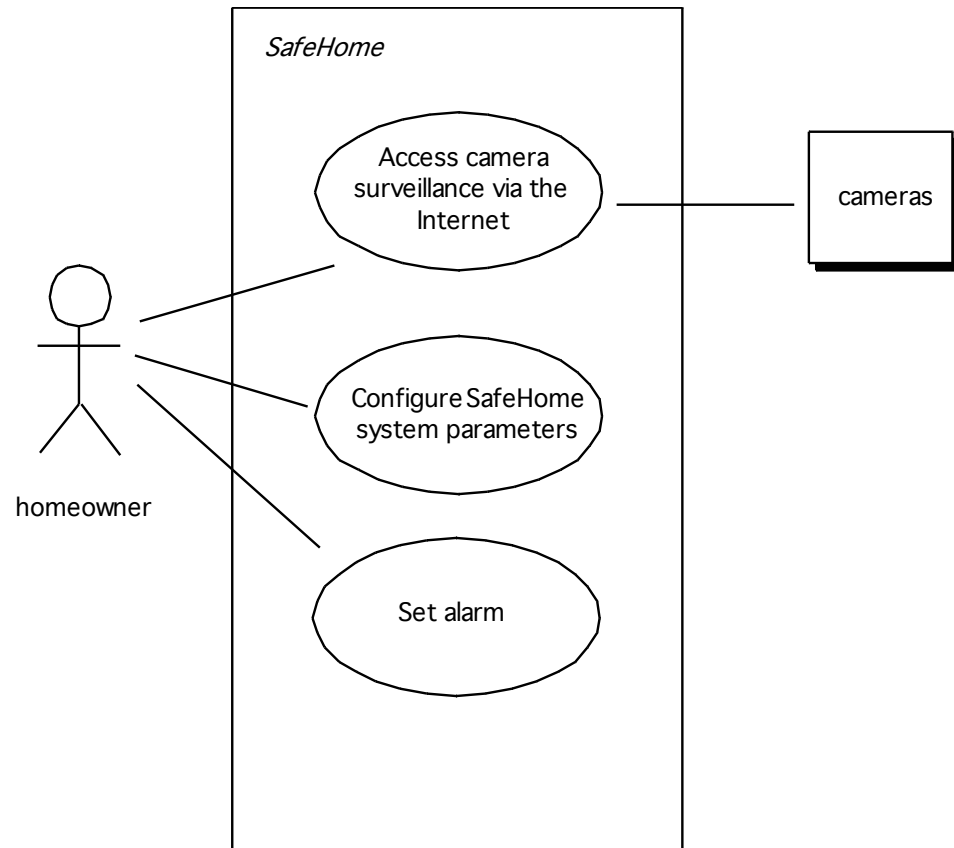 SafeHome
Access camera
surveillance via the
Internet
cameras
Configure SafeHome
system parameters
homeowner
Set alarm